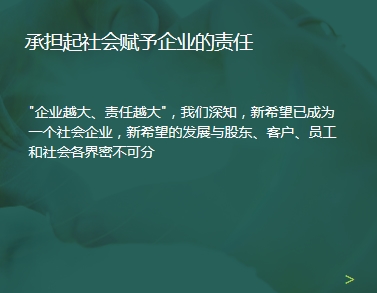 承担起社会赋予企业的责任
"企业越大、责任越大"，我们深知，新希望已成为
一个社会企业，新希望的发展与股东、客户、员工
和社会各界密不可分
>